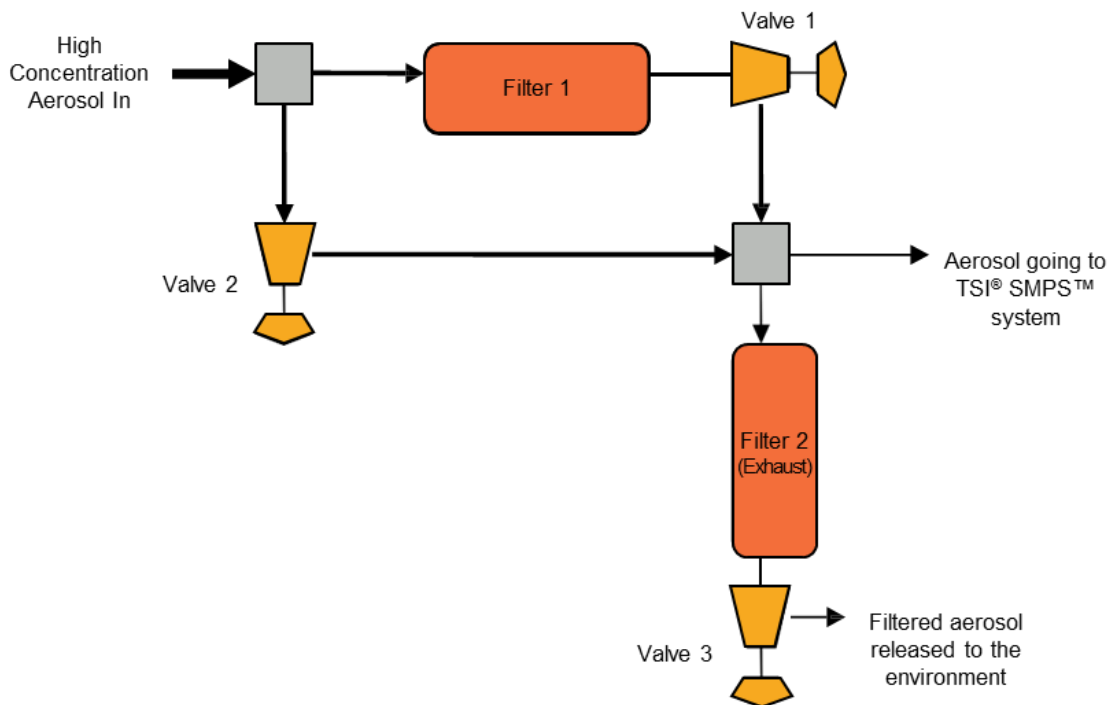 Valve 1
High
Concentration
Aerosol In
Filter 1
Valve 2
Aerosol going to
TSI® SMPS™
system
Filter 2
(Exhaust)
Valve 3
Filtered aerosol
released to the
environment